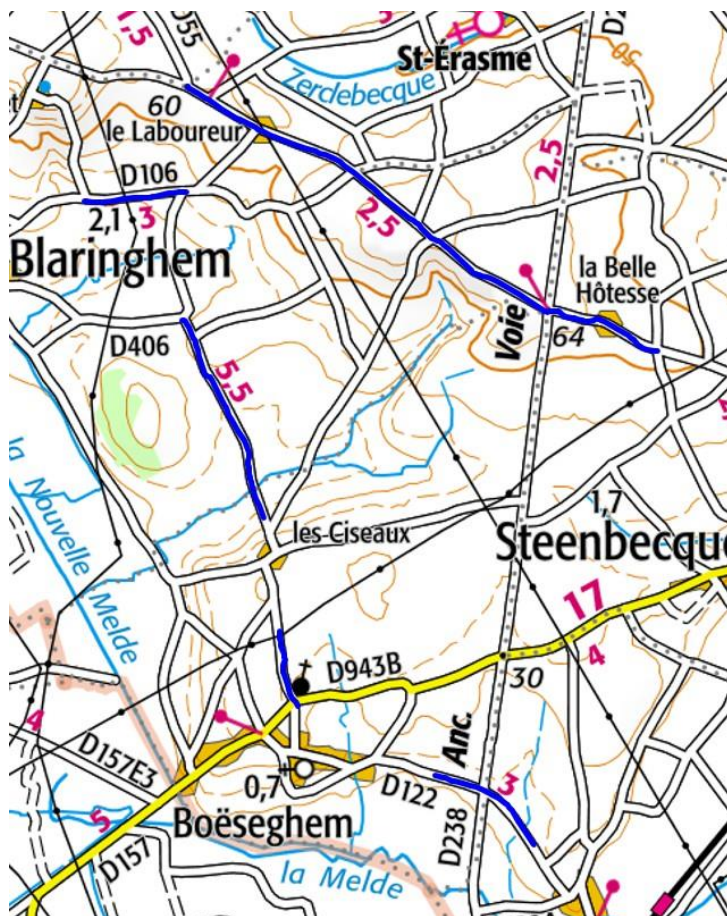 1,5
D55
St-Érasme
50
Zerclebecque
60
le Laboureur
D106
2,5
2,1
3
2,5
Blaringhem
la Belle
Hôtesse
Voie
64
D406
5,5
la Nouvelle Melde
1,7
les-Ciseaux
Steenbecque
17
D943B
4
30
4
Anc.
D157E3
0,7
D122
3
Boëseghem
D238
5
D157
la Melde